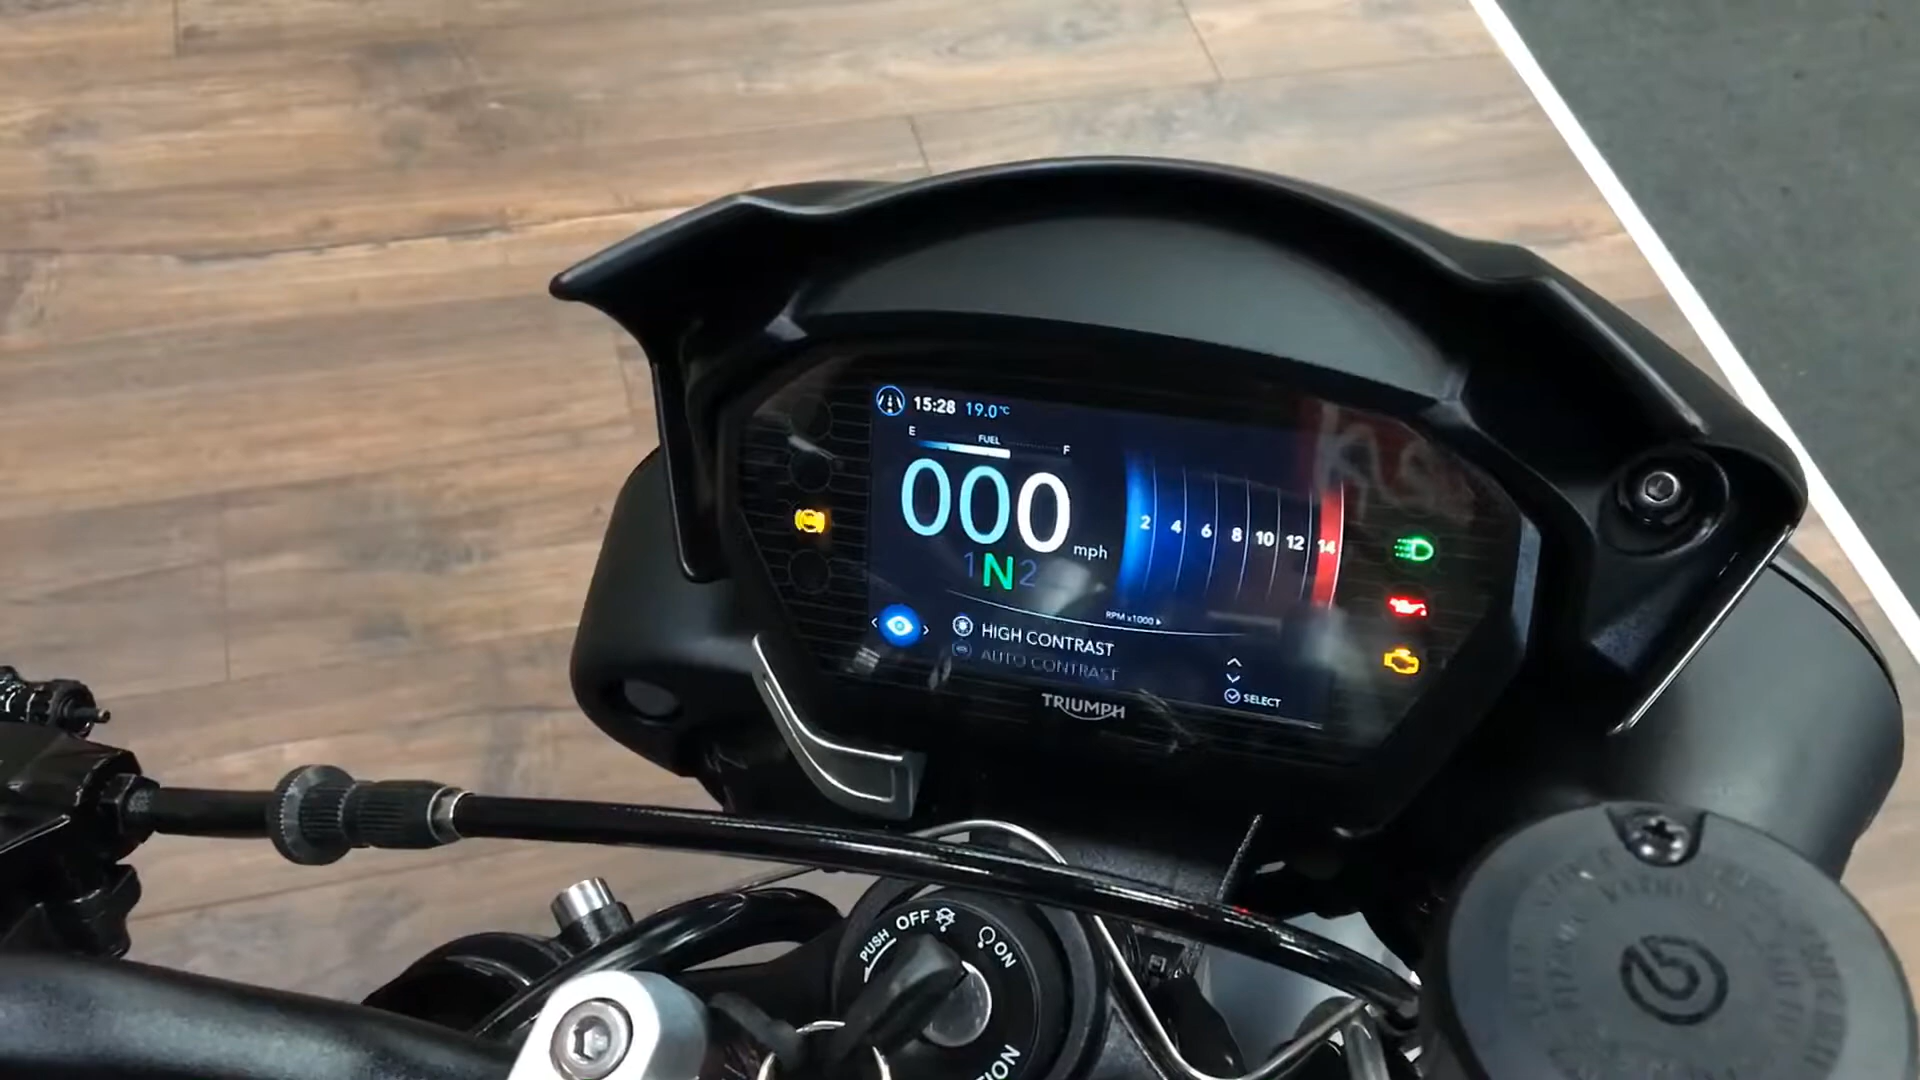 15:28 19.0°C
E FUEL F
000 mph
1 N 2
2 4 6 8 10 12 14
RPM x1000
HIGH CONTRAST
AUTO CONTRAST
SELECT
TRIUMPH
PUSH OFF ON